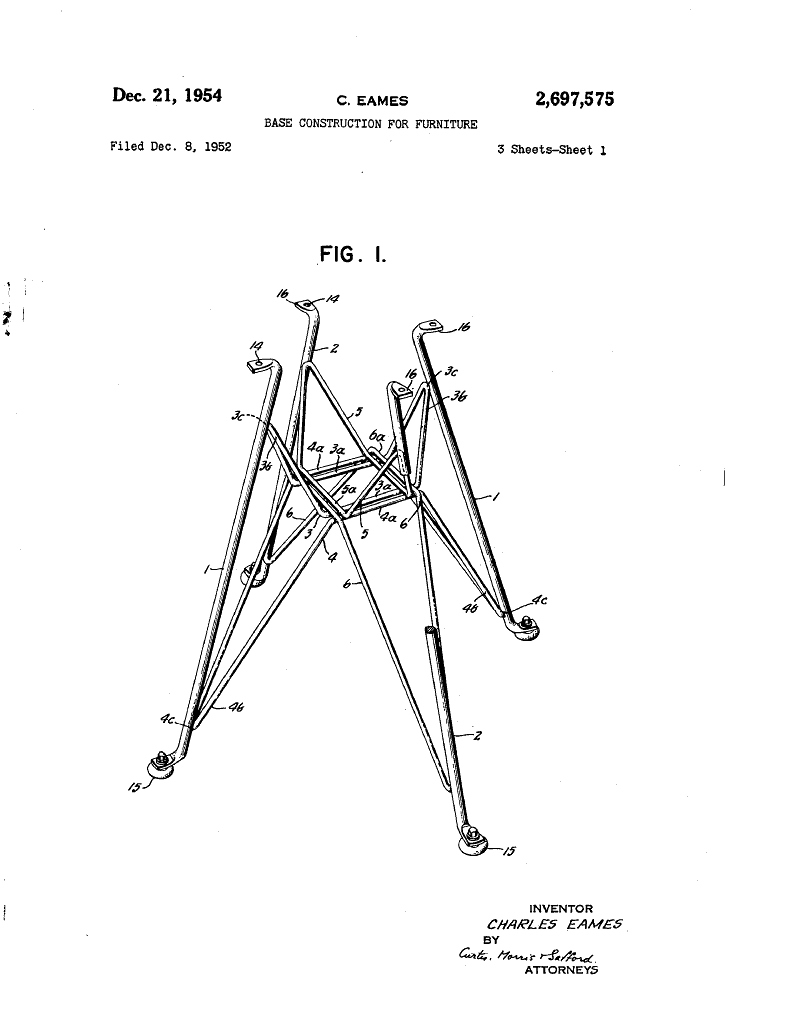 Dec. 21, 1954 C. EAMES 2,697,575
BASE CONSTRUCTION FOR FURNITURE
Filed Dec. 8, 1952 3 Sheets-Sheet 1
FIG. 1.
16 14
16
14 2
16 3c
3b
3c 5
6a
3b 4a 3a
5a 3a
6 4a 6 1
3 5
4
1 6
4b 4c
4c 4b
2
15
15
INVENTOR
CHARLES EAMES
BY
Curtis, Morris & Safford.
ATTORNEYS